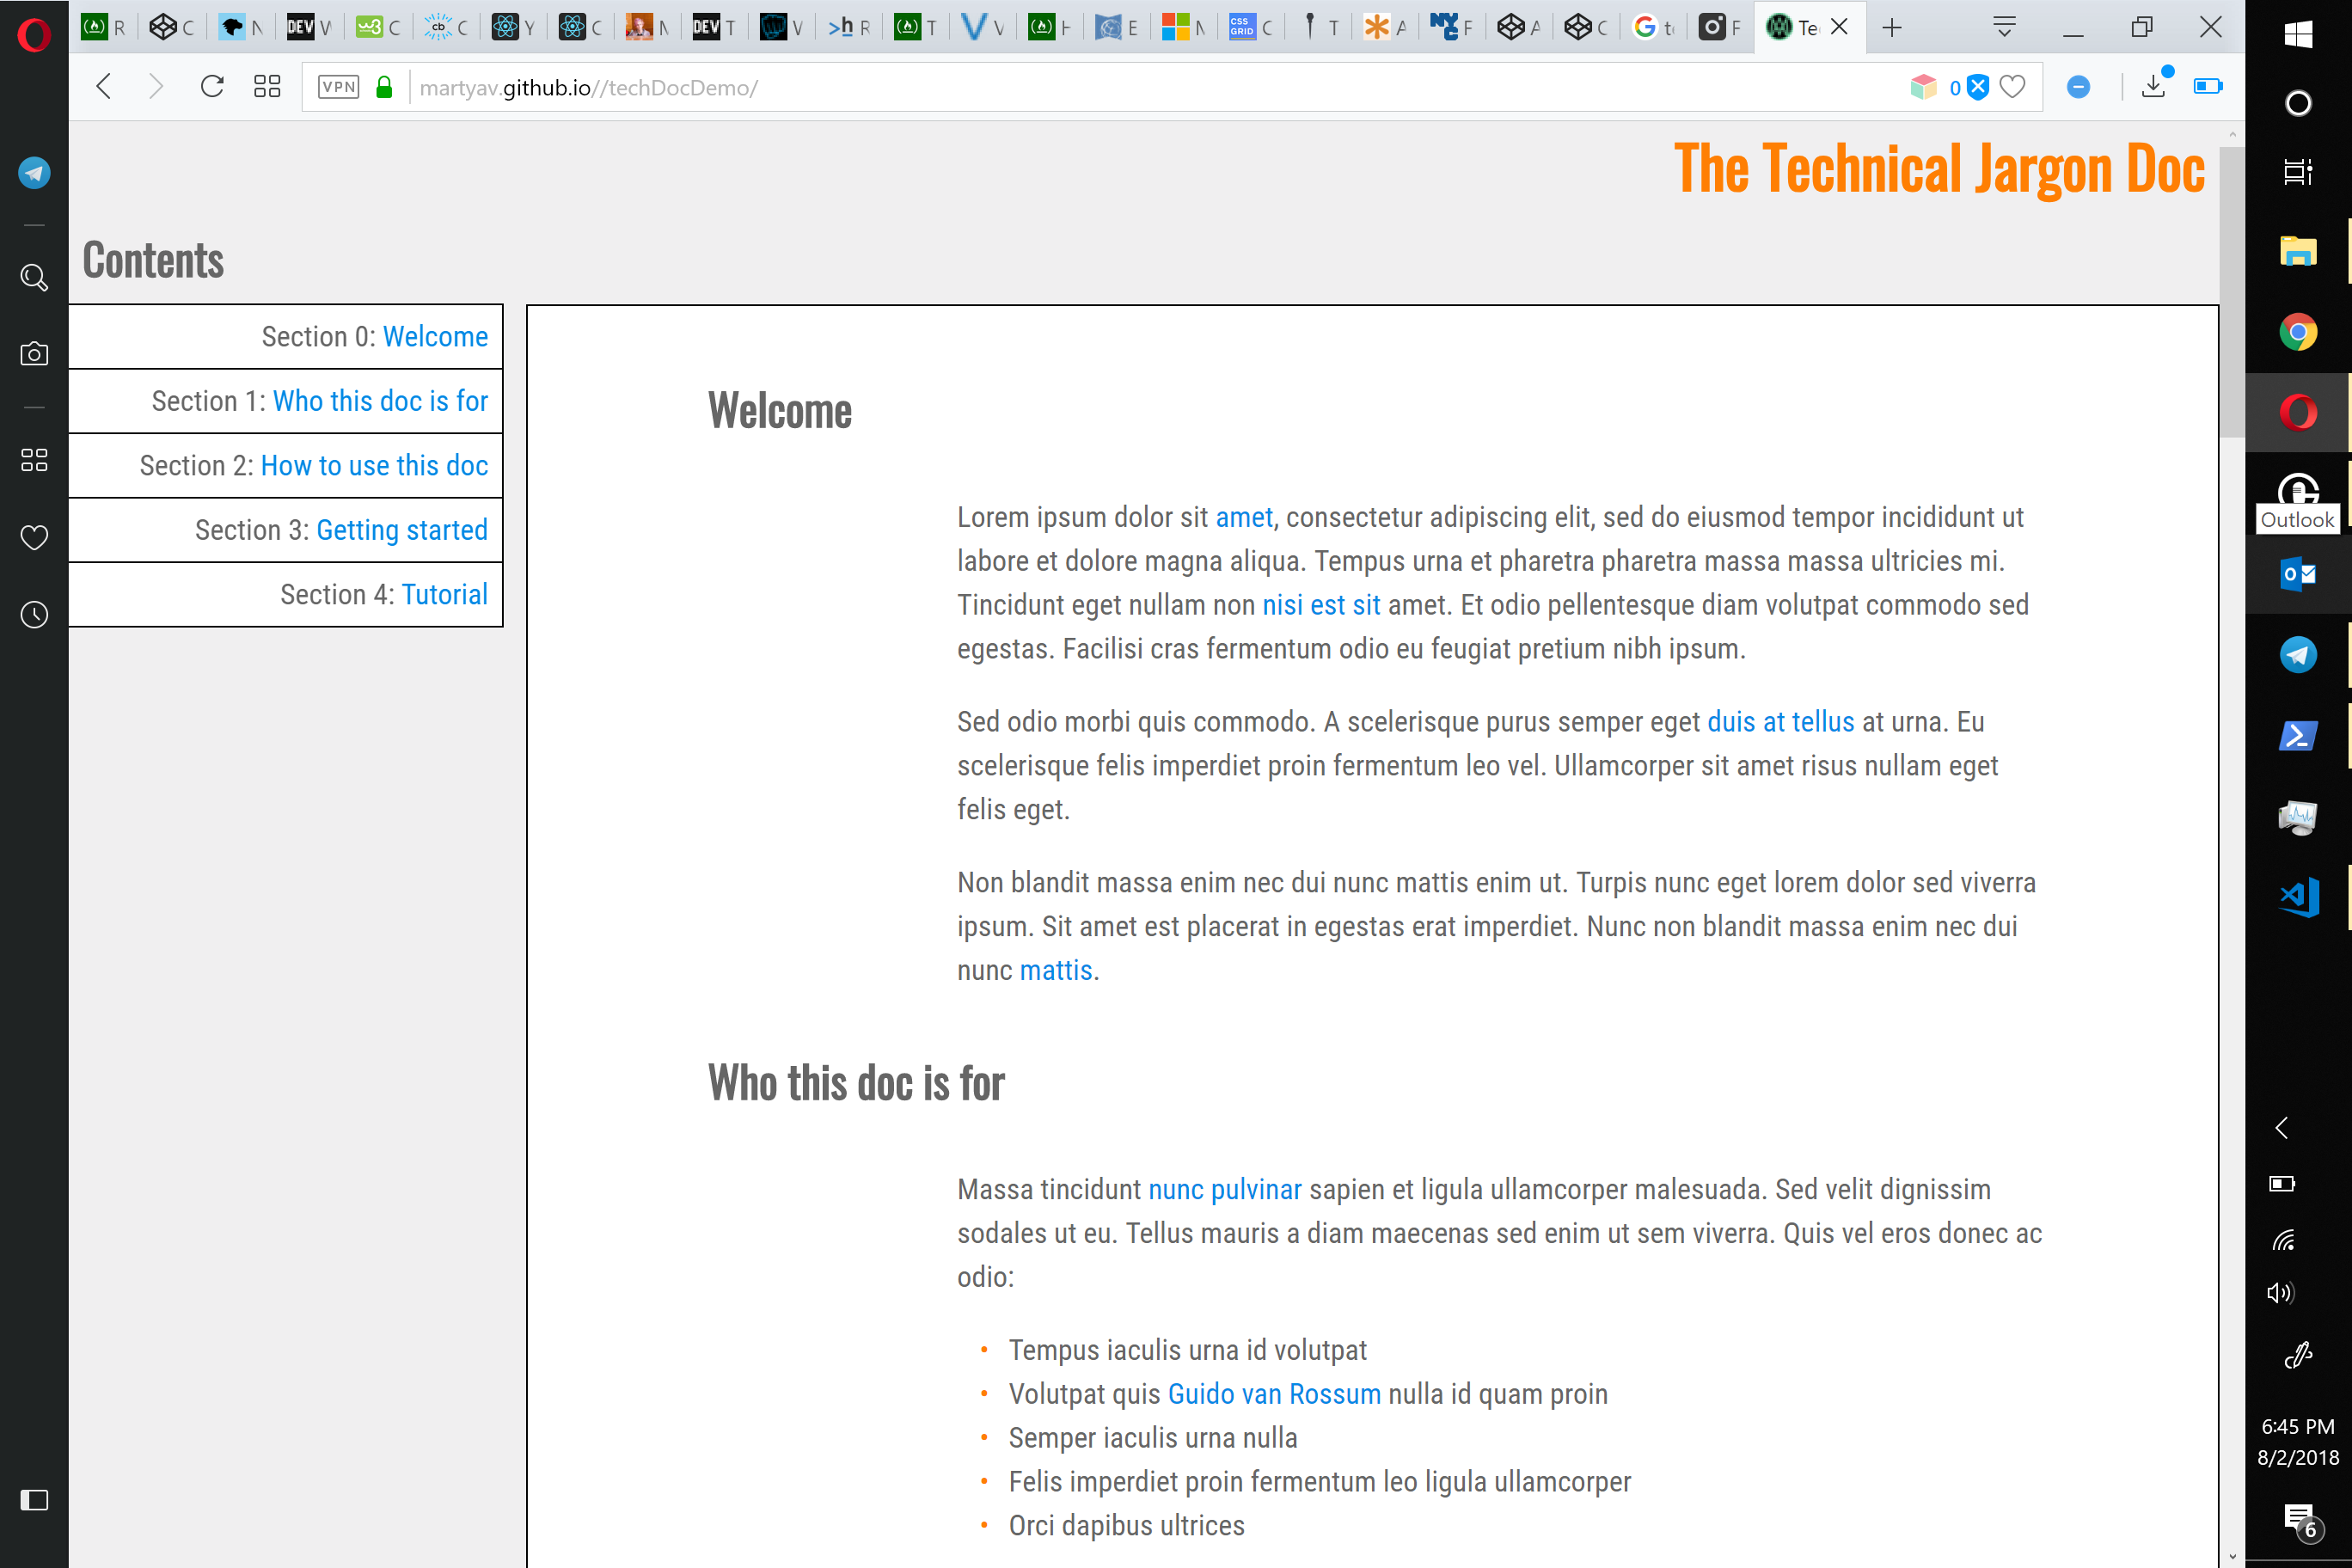 R C N DEV V w3 C cb C Y C N DEV T V >h R T V V H E N CSS GRID C T A NYC F A C t F Te
VPN martyav.github.io//techDocDemo/ 0
The Technical Jargon Doc
Contents
Section 0: Welcome
Section 1: Who this doc is for
Section 2: How to use this doc
Section 3: Getting started
Section 4: Tutorial
Welcome
Lorem ipsum dolor sit amet, consectetur adipiscing elit, sed do eiusmod tempor incididunt ut
labore et dolore magna aliqua. Tempus urna et pharetra pharetra massa massa ultricies mi.
Tincidunt eget nullam non nisi est sit amet. Et odio pellentesque diam volutpat commodo sed
egestas. Facilisi cras fermentum odio eu feugiat pretium nibh ipsum.
Sed odio morbi quis commodo. A scelerisque purus semper eget duis at tellus at urna. Eu
scelerisque felis imperdiet proin fermentum leo vel. Ullamcorper sit amet risus nullam eget
felis eget.
Non blandit massa enim nec dui nunc mattis enim ut. Turpis nunc eget lorem dolor sed viverra
ipsum. Sit amet est placerat in egestas erat imperdiet. Nunc non blandit massa enim nec dui
nunc mattis.
Who this doc is for
Massa tincidunt nunc pulvinar sapien et ligula ullamcorper malesuada. Sed velit dignissim
sodales ut eu. Tellus mauris a diam maecenas sed enim ut sem viverra. Quis vel eros donec ac
odio:
• Tempus iaculis urna id volutpat
• Volutpat quis Guido van Rossum nulla id quam proin
• Semper iaculis urna nulla
• Felis imperdiet proin fermentum leo ligula ullamcorper
• Orci dapibus ultrices
Outlook
6:45 PM
8/2/2018
6